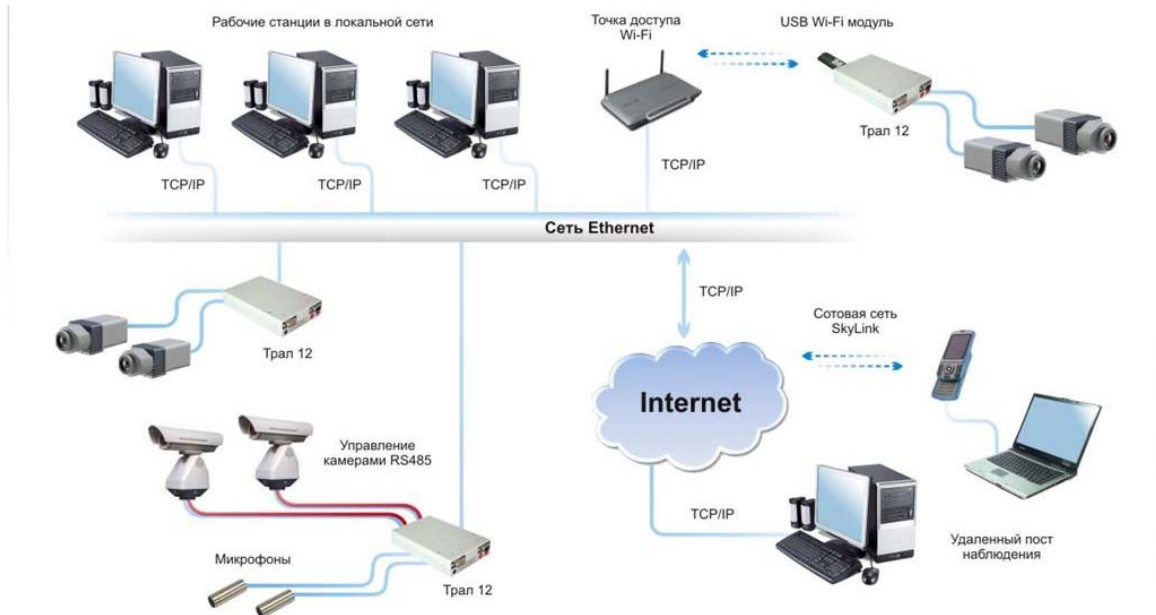 Рабочие станции в локальной сети
Точка доступа
Wi-Fi
USB Wi-Fi модуль
Трал 12
TCP/IP
TCP/IP
TCP/IP
TCP/IP
Сеть Ethernet
TCP/IP
Трал 12
Сотовая сеть
SkyLink
Internet
Управление
камерами RS485
TCP/IP
Удаленный пост
наблюдения
Микрофоны
Трал 12